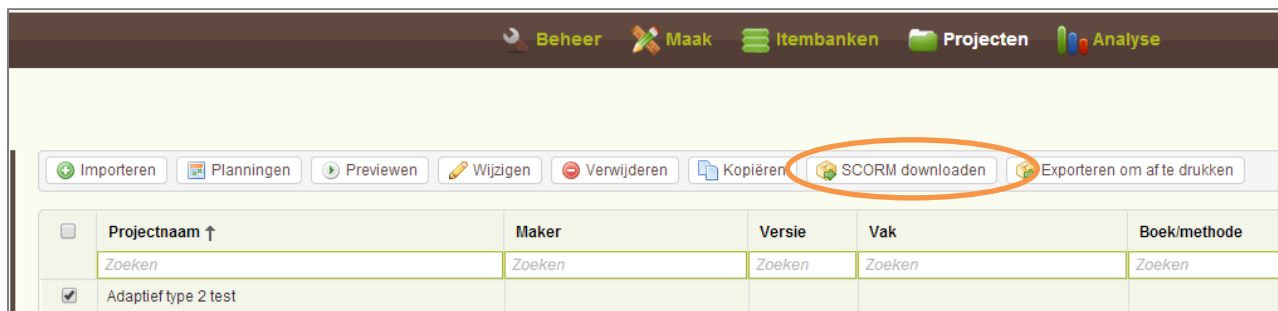 Beheer Maak Itembanken Projecten Analyse
Importeren Planningen Previewen Wijzigen Verwijderen Kopiëren SCORM downloaden Exporteren om af te drukken
Projectnaam ↑ Maker Versie Vak Boek/methode
Zoeken Zoeken Zoeken Zoeken Zoeken
Adaptief type 2 test